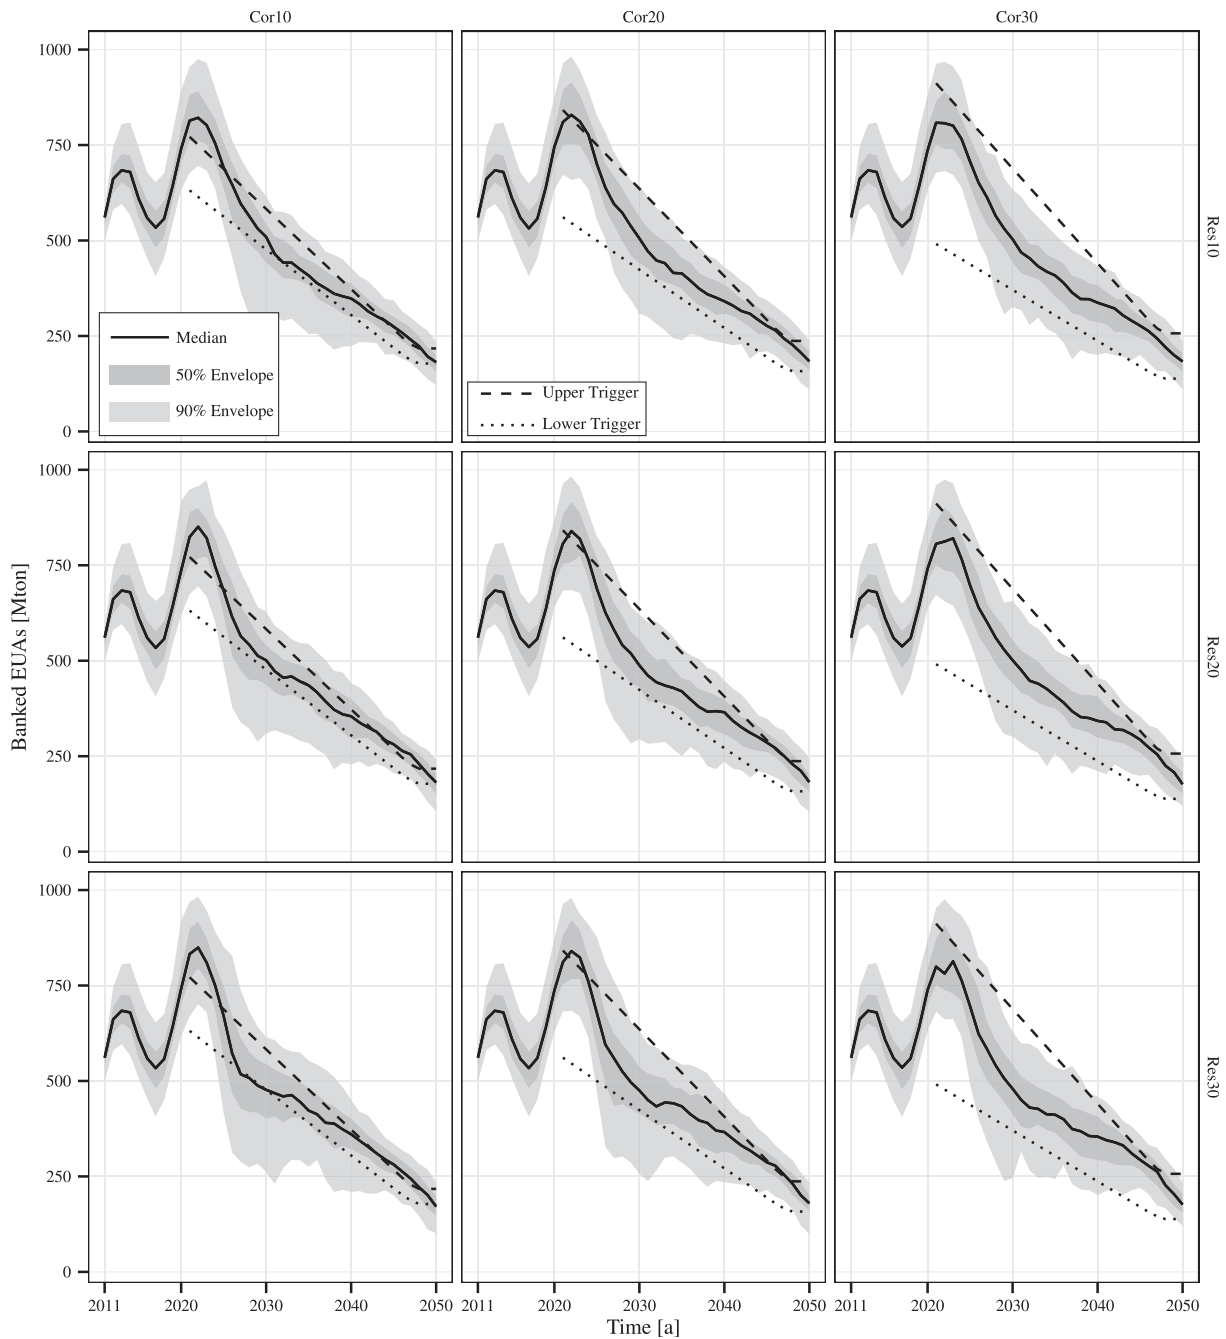 Cor10 Cor20 Cor30
1000
750
500
250
0
Res10
Median
50% Envelope
90% Envelope
Upper Trigger
Lower Trigger
1000
750
500
250
0
Res20
Banked EUAs [Mton]
1000
750
500
250
0
Res30
2011 2020 2030 2040 2050 2011 2020 2030 2040 2050 2011 2020 2030 2040 2050
Time [a]